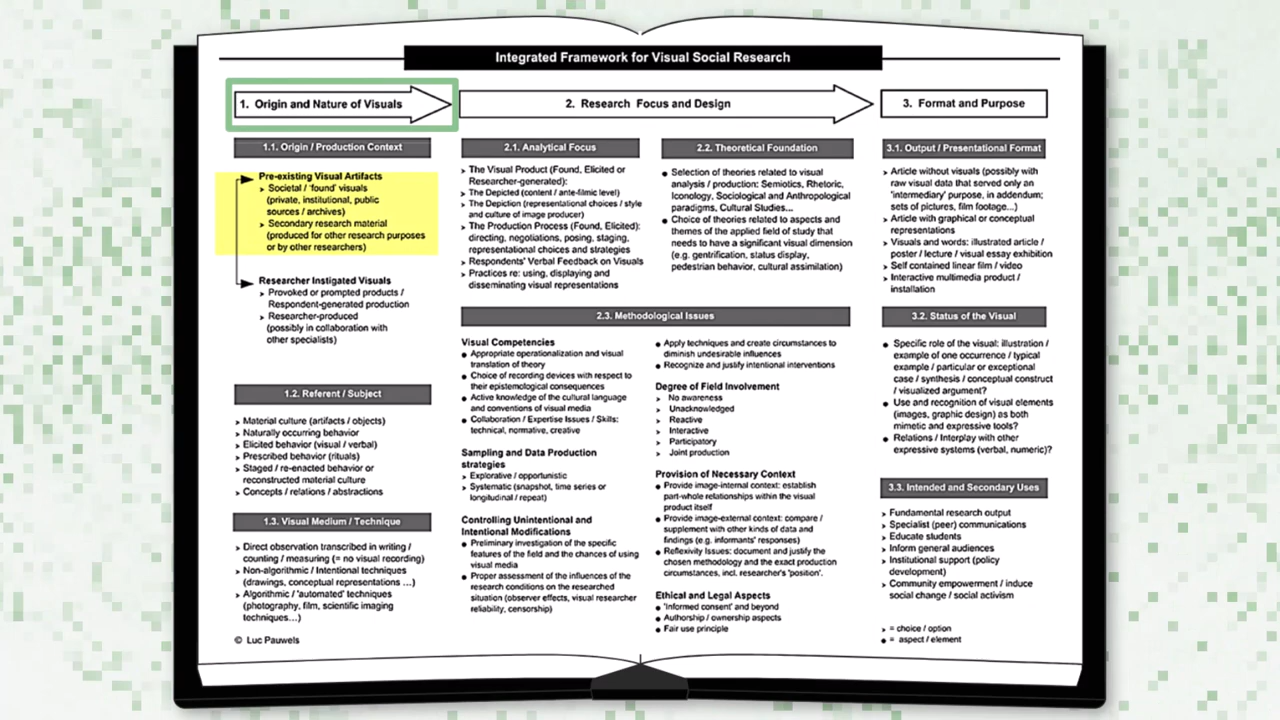 Integrated Framework for Visual Social Research
1. Origin and Nature of Visuals
2. Research Focus and Design
3. Format and Purpose
1.1. Origin / Production Context
Pre-existing Visual Artifacts
➢ Societal / 'found' visuals
(private, institutional, public
sources / archives)
➢ Secondary research material
(produced for other research purposes
or by other researchers)
Researcher Instigated Visuals
➢ Provoked or prompted products /
Respondent-generated production
➢ Researcher-produced
(possibly in collaboration with
other specialists)
1.2. Referent / Subject
➢ Material culture (artifacts / objects)
➢ Naturally occurring behavior
➢ Elicited behavior (visual / verbal)
➢ Prescribed behavior (rituals)
➢ Staged / re-enacted behavior or
reconstructed material culture
➢ Concepts / relations / abstractions
1.3. Visual Medium / Technique
➢ Direct observation transcribed in writing /
counting / measuring (= no visual recording)
➢ Non-algorithmic / Intentional techniques
(drawings, conceptual representations ...)
➢ Algorithmic / 'automated' techniques
(photography, film, scientific imaging
techniques...)
© Luc Pauwels
2.1. Analytical Focus
➢ The Visual Product (Found, Elicited or
Researcher-generated):
➢ The Depicted (content / ante-filmic level)
➢ The Depiction (representational choices / style
and culture of image producer)
➢ The Production Process (Found, Elicited):
directing, negotiations, posing, staging,
representational choices and strategies
➢ Respondents' Verbal Feedback on Visuals
➢ Practices re: using, displaying and
disseminating visual representations
2.2. Theoretical Foundation
● Selection of theories related to visual
analysis / production: Semiotics, Rhetoric,
Iconology, Sociological and Anthropological
paradigms, Cultural Studies...
● Choice of theories related to aspects and
themes of the applied field of study that
needs to have a significant visual dimension
(e.g. gentrification, status display,
pedestrian behavior, cultural assimilation)
2.3. Methodological Issues
Visual Competencies
● Appropriate operationalization and visual
translation of theory
● Choice of recording devices with respect to
their epistemological consequences
● Active knowledge of the cultural language
and conventions of visual media
● Collaboration / Expertise Issues / Skills:
technical, normative, creative
Sampling and Data Production
strategies
➢ Explorative / opportunistic
➢ Systematic (snapshot, time series or
longitudinal / repeat)
Controlling Unintentional and
Intentional Modifications
● Preliminary investigation of the specific
features of the field and the chances of using
visual media
● Proper assessment of the influences of the
research conditions on the researched
situation (observer effects, visual researcher
reliability, censorship)
● Apply techniques and create circumstances to
diminish undesirable influences
● Recognize and justify intentional interventions
Degree of Field Involvement
➢ No awareness
➢ Unacknowledged
➢ Reactive
➢ Interactive
➢ Participatory
➢ Joint production
Provision of Necessary Context
● Provide image-internal context: establish
part-whole relationships within the visual
product itself
● Provide image-external context: compare /
supplement with other kinds of data and
findings (e.g. informants' responses)
● Reflexivity Issues: document and justify the
chosen methodology and the exact production
circumstances, incl. researcher's 'position'.
Ethical and Legal Aspects
● 'Informed consent' and beyond
● Authorship / ownership aspects
● Fair use principle
3.1. Output / Presentational Format
➢ Article without visuals (possibly with
raw visual data that served only an
'intermediary' purpose, in addendum;
sets of pictures, film footage...)
➢ Article with graphical or conceptual
representations
➢ Visuals and words: illustrated article /
poster / lecture / visual essay exhibition
➢ Self contained linear film / video
➢ Interactive multimedia product /
installation
3.2. Status of the Visual
● Specific role of the visual: illustration /
example of one occurrence / typical
example / particular or exceptional
case / synthesis / conceptual construct
/ visualized argument?
● Use and recognition of visual elements
(images, graphic design) as both
mimetic and expressive tools?
● Relations / Interplay with other
expressive systems (verbal, numeric)?
3.3. Intended and Secondary Uses
➢ Fundamental research output
➢ Specialist (peer) communications
➢ Educate students
➢ Inform general audiences
➢ Institutional support (policy
development)
➢ Community empowerment / induce
social change / social activism
➢ = choice / option
● = aspect / element